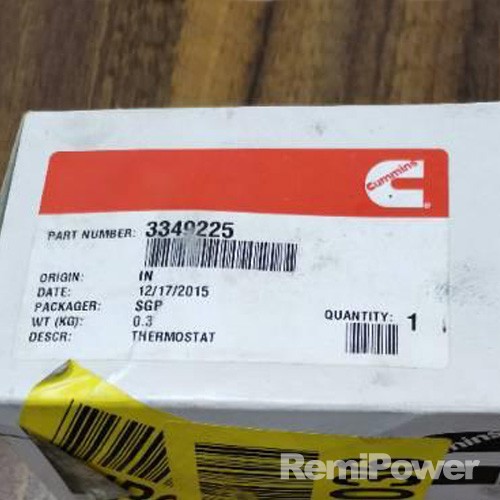 Cummins
PART NUMBER: 3349225
ORIGIN: IN
DATE: 12/17/2015
PACKAGER: SGP
WT (KG): 0.3
DESCR: THERMOSTAT
QUANTITY: 1
RemiPower